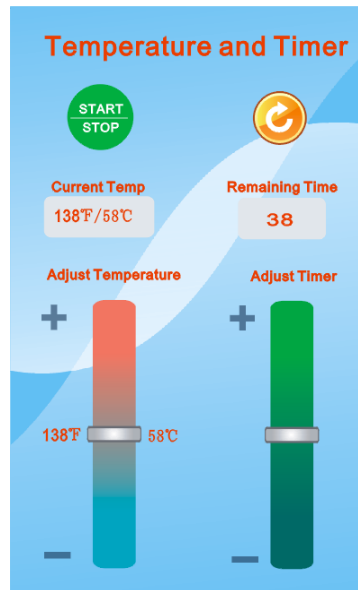 Temperature and Timer
START
STOP
Current Temp
Remaining Time
138℉/58℃
38
Adjust Temperature
Adjust Timer
+
+
138℉
58℃
−
−